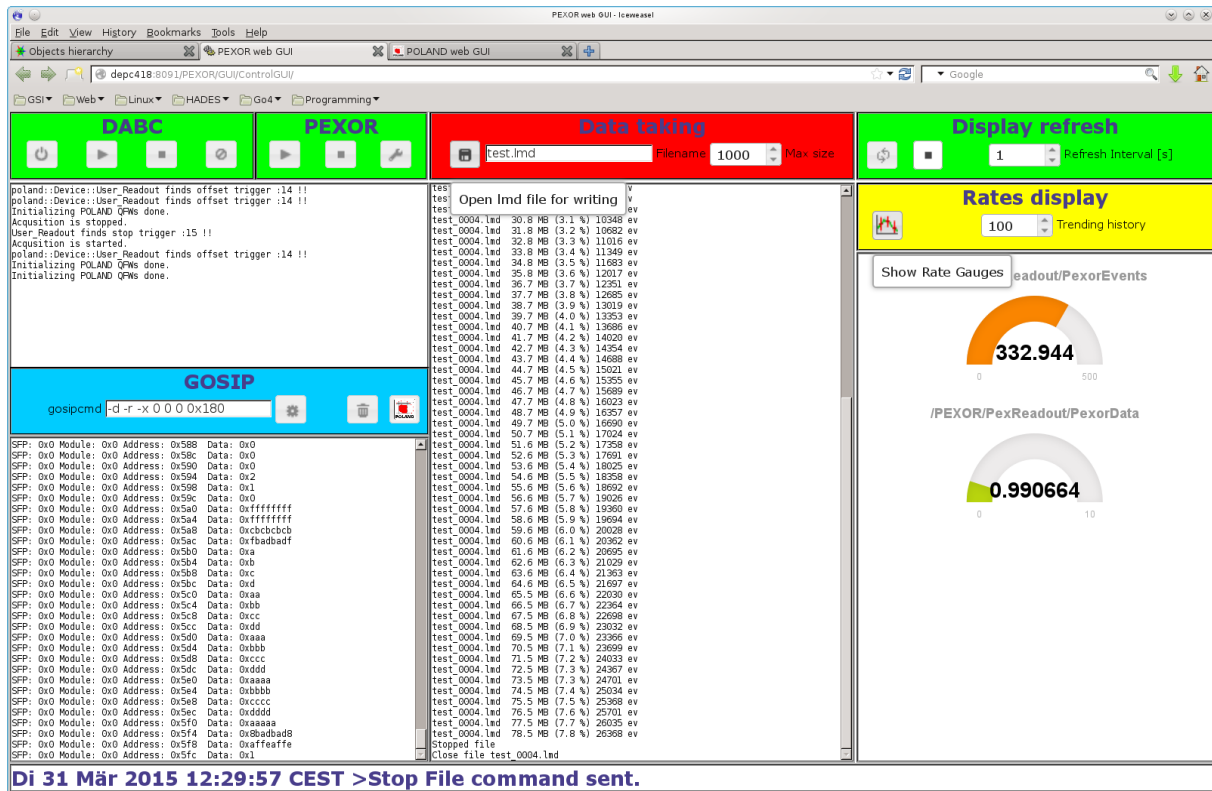 PEXOR web GUI - Iceweasel
File Edit View History Bookmarks Tools Help
Objects hierarchy
PEXOR web GUI
POLAND web GUI
depc418:8091/PEXOR/GUI/ControlGUI/
Google
GSI Web Linux HADES Go4 Programming
DABC
PEXOR
Data taking
test.lmd Filename 1000 Max size
Display refresh
1 Refresh Interval [s]
poland::Device::User_Readout finds offset trigger :14 !!
poland::Device::User_Readout finds offset trigger :14 !!
Initializing POLAND QFWs done.
Acqusition is stopped.
User_Readout finds stop trigger :15 !!
Acqusition is started.
poland::Device::User_Readout finds offset trigger :14 !!
Initializing POLAND QFWs done.
Initializing POLAND QFWs done.
GOSIP
gosipcmd -d -r -x 0 0 0 0x180
POLAND
SFP: 0x0 Module: 0x0 Address: 0x588 Data: 0x0
SFP: 0x0 Module: 0x0 Address: 0x58c Data: 0x0
SFP: 0x0 Module: 0x0 Address: 0x590 Data: 0x0
SFP: 0x0 Module: 0x0 Address: 0x594 Data: 0x2
SFP: 0x0 Module: 0x0 Address: 0x598 Data: 0x1
SFP: 0x0 Module: 0x0 Address: 0x59c Data: 0x0
SFP: 0x0 Module: 0x0 Address: 0x5a0 Data: 0xffffffff
SFP: 0x0 Module: 0x0 Address: 0x5a4 Data: 0xffffffff
SFP: 0x0 Module: 0x0 Address: 0x5a8 Data: 0xcbcbcbcb
SFP: 0x0 Module: 0x0 Address: 0x5ac Data: 0xfbadbadf
SFP: 0x0 Module: 0x0 Address: 0x5b0 Data: 0xa
SFP: 0x0 Module: 0x0 Address: 0x5b4 Data: 0xb
SFP: 0x0 Module: 0x0 Address: 0x5b8 Data: 0xc
SFP: 0x0 Module: 0x0 Address: 0x5bc Data: 0xd
SFP: 0x0 Module: 0x0 Address: 0x5c0 Data: 0xaa
SFP: 0x0 Module: 0x0 Address: 0x5c4 Data: 0xbb
SFP: 0x0 Module: 0x0 Address: 0x5c8 Data: 0xcc
SFP: 0x0 Module: 0x0 Address: 0x5cc Data: 0xdd
SFP: 0x0 Module: 0x0 Address: 0x5d0 Data: 0xaaa
SFP: 0x0 Module: 0x0 Address: 0x5d4 Data: 0xbbb
SFP: 0x0 Module: 0x0 Address: 0x5d8 Data: 0xccc
SFP: 0x0 Module: 0x0 Address: 0x5dc Data: 0xddd
SFP: 0x0 Module: 0x0 Address: 0x5e0 Data: 0xaaaa
SFP: 0x0 Module: 0x0 Address: 0x5e4 Data: 0xbbbb
SFP: 0x0 Module: 0x0 Address: 0x5e8 Data: 0xcccc
SFP: 0x0 Module: 0x0 Address: 0x5ec Data: 0xdddd
SFP: 0x0 Module: 0x0 Address: 0x5f0 Data: 0xaaaaa
SFP: 0x0 Module: 0x0 Address: 0x5f4 Data: 0x8badbad8
SFP: 0x0 Module: 0x0 Address: 0x5f8 Data: 0xaffeaffe
SFP: 0x0 Module: 0x0 Address: 0x5fc Data: 0x1
Open lmd file for writing
test_0004.lmd 30.8 MB (3.1 %) 10348 ev
test_0004.lmd 31.8 MB (3.2 %) 10682 ev
test_0004.lmd 32.8 MB (3.3 %) 11016 ev
test_0004.lmd 33.8 MB (3.4 %) 11349 ev
test_0004.lmd 34.8 MB (3.5 %) 11683 ev
test_0004.lmd 35.8 MB (3.6 %) 12017 ev
test_0004.lmd 36.7 MB (3.7 %) 12351 ev
test_0004.lmd 37.7 MB (3.8 %) 12685 ev
test_0004.lmd 38.7 MB (3.9 %) 13019 ev
test_0004.lmd 39.7 MB (4.0 %) 13353 ev
test_0004.lmd 40.7 MB (4.1 %) 13686 ev
test_0004.lmd 41.7 MB (4.2 %) 14020 ev
test_0004.lmd 42.7 MB (4.3 %) 14354 ev
test_0004.lmd 43.7 MB (4.4 %) 14688 ev
test_0004.lmd 44.7 MB (4.5 %) 15021 ev
test_0004.lmd 45.7 MB (4.6 %) 15355 ev
test_0004.lmd 46.7 MB (4.7 %) 15689 ev
test_0004.lmd 47.7 MB (4.8 %) 16023 ev
test_0004.lmd 48.7 MB (4.9 %) 16357 ev
test_0004.lmd 49.7 MB (5.0 %) 16690 ev
test_0004.lmd 50.7 MB (5.1 %) 17024 ev
test_0004.lmd 51.6 MB (5.2 %) 17358 ev
test_0004.lmd 52.6 MB (5.3 %) 17691 ev
test_0004.lmd 53.6 MB (5.4 %) 18025 ev
test_0004.lmd 54.6 MB (5.5 %) 18358 ev
test_0004.lmd 55.6 MB (5.6 %) 18692 ev
test_0004.lmd 56.6 MB (5.7 %) 19026 ev
test_0004.lmd 57.6 MB (5.8 %) 19360 ev
test_0004.lmd 58.6 MB (5.9 %) 19694 ev
test_0004.lmd 59.6 MB (6.0 %) 20028 ev
test_0004.lmd 60.6 MB (6.1 %) 20362 ev
test_0004.lmd 61.6 MB (6.2 %) 20695 ev
test_0004.lmd 62.6 MB (6.3 %) 21029 ev
test_0004.lmd 63.6 MB (6.4 %) 21363 ev
test_0004.lmd 64.6 MB (6.5 %) 21697 ev
test_0004.lmd 65.5 MB (6.6 %) 22030 ev
test_0004.lmd 66.5 MB (6.7 %) 22364 ev
test_0004.lmd 67.5 MB (6.8 %) 22698 ev
test_0004.lmd 68.5 MB (6.9 %) 23032 ev
test_0004.lmd 69.5 MB (7.0 %) 23366 ev
test_0004.lmd 70.5 MB (7.1 %) 23699 ev
test_0004.lmd 71.5 MB (7.2 %) 24033 ev
test_0004.lmd 72.5 MB (7.3 %) 24367 ev
test_0004.lmd 73.5 MB (7.3 %) 24701 ev
test_0004.lmd 74.5 MB (7.4 %) 25034 ev
test_0004.lmd 75.5 MB (7.5 %) 25368 ev
test_0004.lmd 76.5 MB (7.6 %) 25701 ev
test_0004.lmd 77.5 MB (7.7 %) 26035 ev
test_0004.lmd 78.5 MB (7.8 %) 26368 ev
Stopped file
Close file test_0004.lmd
Rates display
100 Trending history
Show Rate Gauges
eadout/PexorEvents
332.944
0 500
/PEXOR/PexReadout/PexorData
0.990664
0 10
Di 31 Mär 2015 12:29:57 CEST >Stop File command sent.